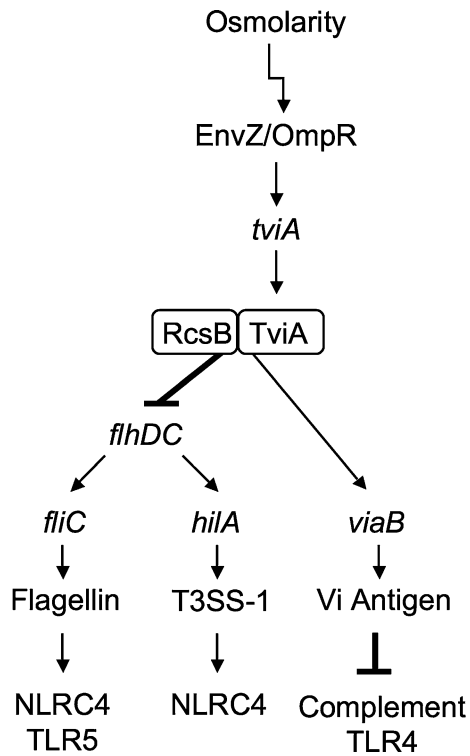 Osmolarity
EnvZ/OmpR
tviA
RcsB TviA
flhDC
fliC hilA viaB
Flagellin T3SS-1 Vi Antigen
NLRC4 NLRC4 Complement
TLR5 TLR4